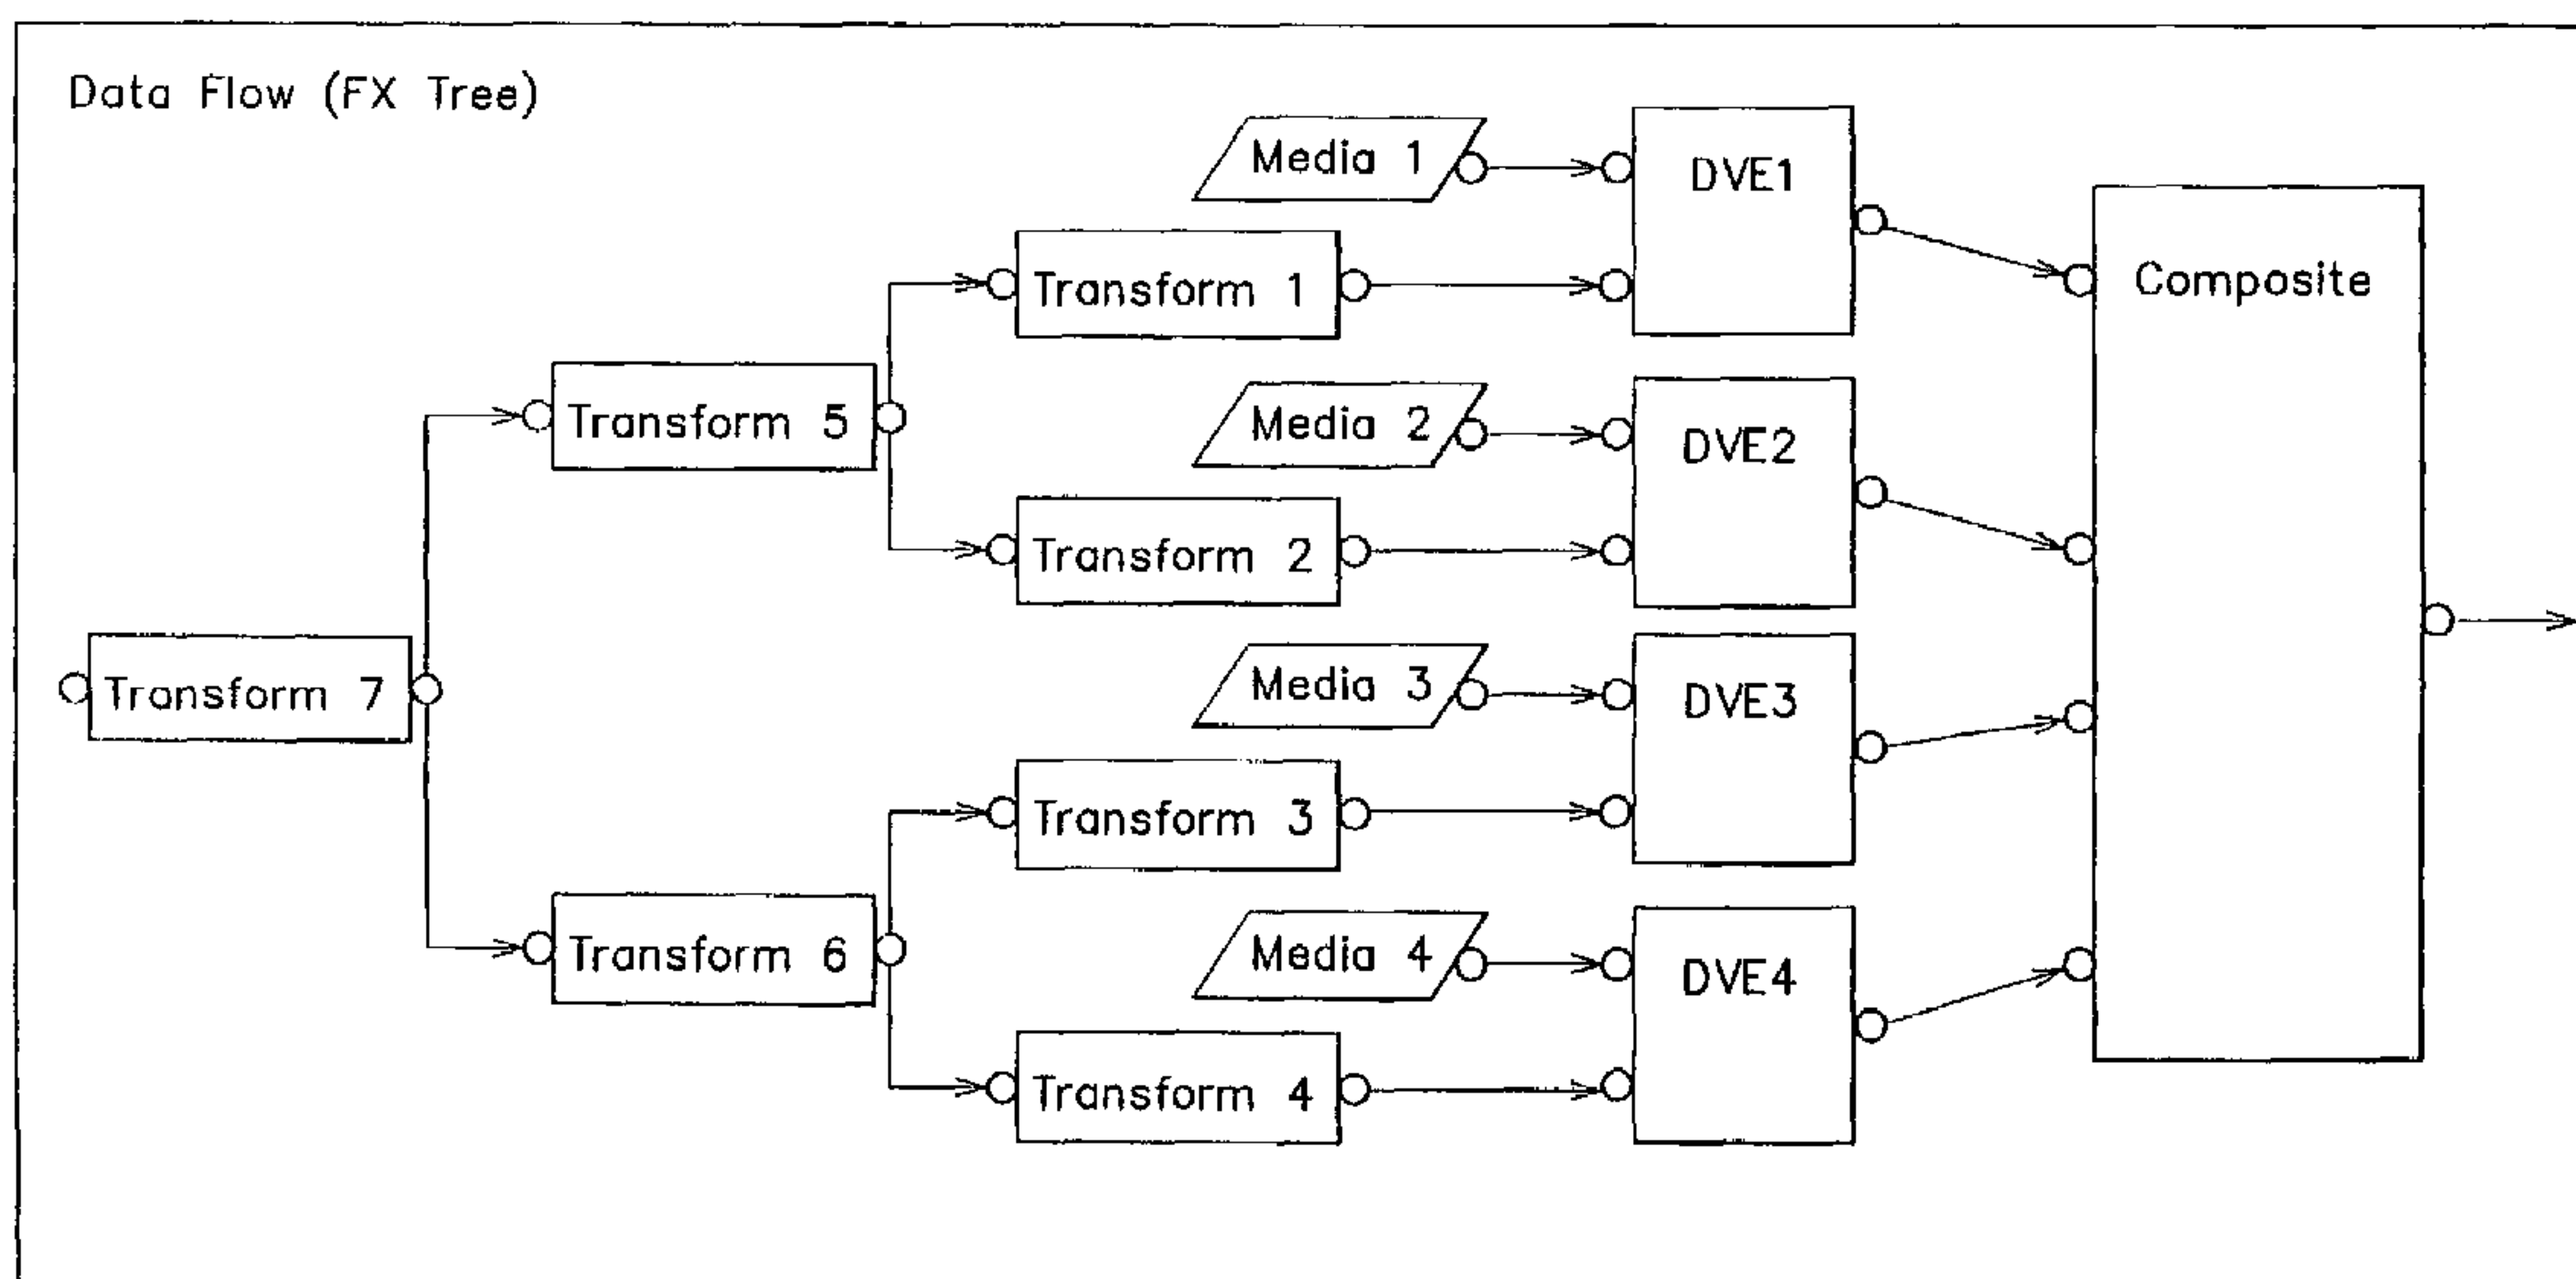 Data Flow (FX Tree)
Media 1
DVE1
Transform 1
Composite
Transform 5
Media 2
DVE2
Transform 2
Transform 7
Media 3
DVE3
Transform 3
Transform 6
Media 4
DVE4
Transform 4